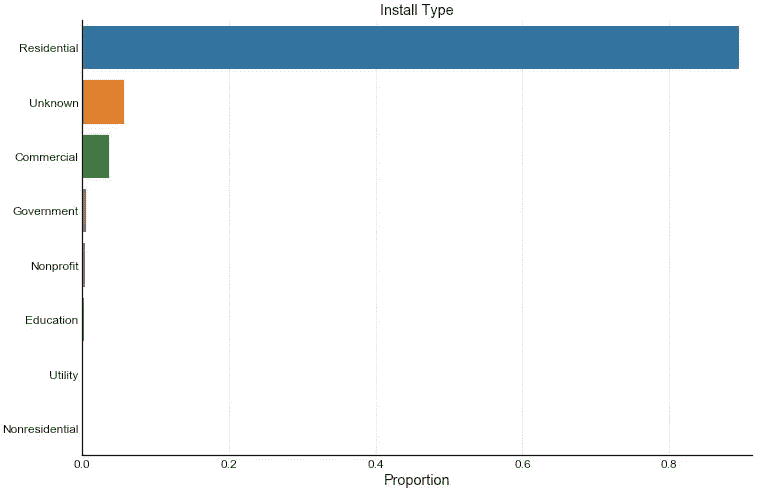 Install Type
Residential
Unknown
Commercial
Government
Nonprofit
Education
Utility
Nonresidential
0.0 0.2 0.4 0.6 0.8
Proportion